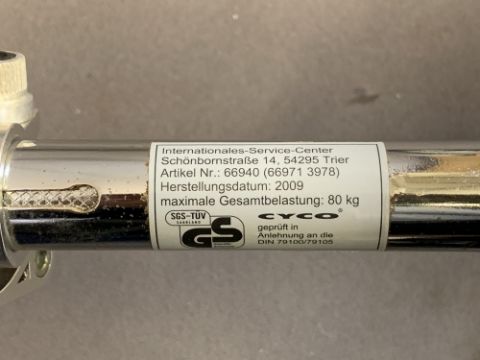 Internationales-Service-Center
Schönbornstraße 14, 54295 Trier
Artikel Nr.: 66940 (66971 3978)
Herstellungsdatum: 2009
maximale Gesamtbelastung: 80 kg
SGS-TÜV
SAARLAND
GS
CYCO®
geprüft in
Anlehnung an die
DIN 79100/79105